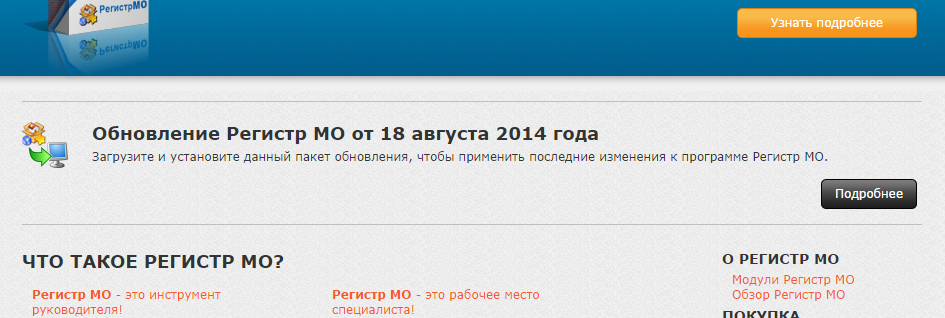 РегистрМО
Узнать подробнее
Обновление Регистр МО от 18 августа 2014 года
Загрузите и установите данный пакет обновления, чтобы применить последние изменения к программе Регистр МО.
Подробнее
ЧТО ТАКОЕ РЕГИСТР МО?
Регистр МО - это инструмент
руководителя!
Регистр МО - это рабочее место
специалиста!
О РЕГИСТР МО
Модули Регистр МО
Обзор Регистр МО
ПОКУПКА